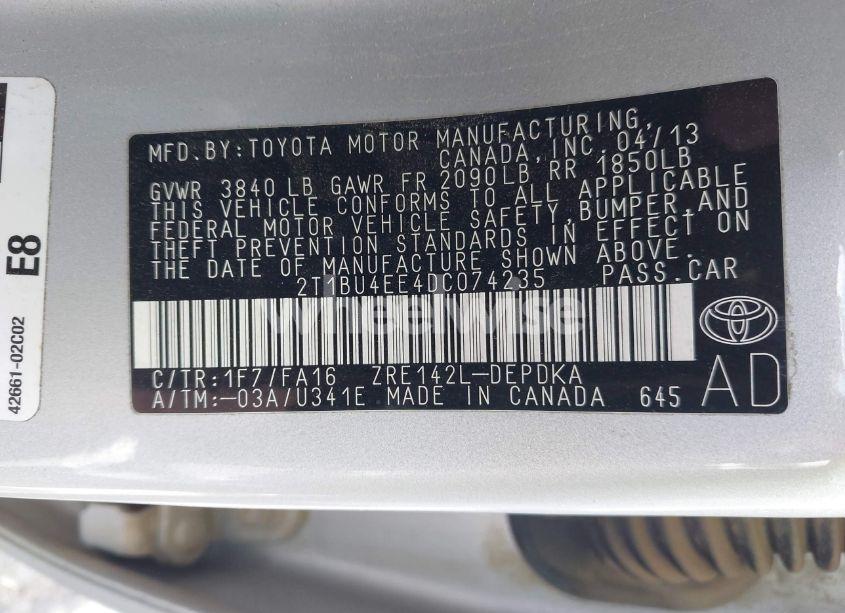 MFD.BY:TOYOTA MOTOR MANUFACTURING,
CANADA, INC. 04/13
GVWR 3840 LB GAWR FR 2090LB RR 1850LB
THIS VEHICLE CONFORMS TO ALL APPLICABLE
FEDERAL MOTOR VEHICLE SAFETY, BUMPER AND
THEFT PREVENTION STANDARDS IN EFFECT ON
THE DATE OF MANUFACTURE SHOWN ABOVE.
2T1BU4EE4DC074235 PASS.CAR
wheelwise
C/TR:1F7/FA16 ZRE142L-DEPDKA
A/TM:-03A/U341E MADE IN CANADA 645
AD
E8
42661-02C02